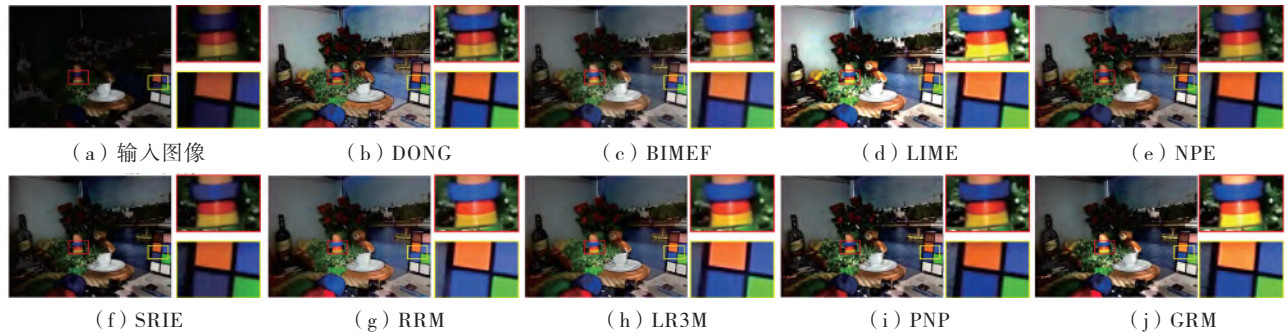 (a) 输入图像
(b) DONG
(c) BIMEF
(d) LIME
(e) NPE
(f) SRIE
(g) RRM
(h) LR3M
(i) PNP
(j) GRM